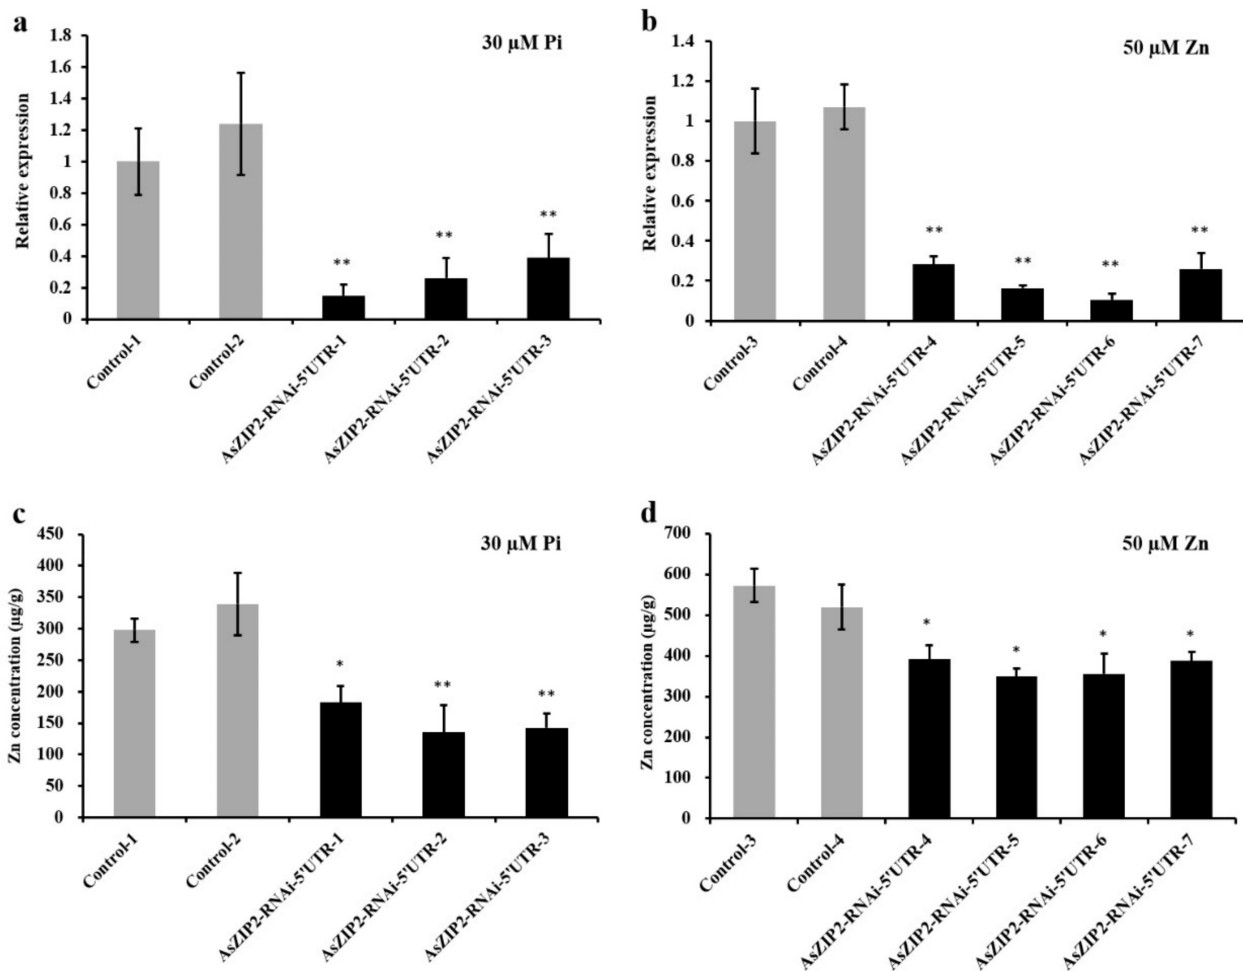 a
30 µM Pi
Relative expression
1.8
1.6
1.4
1.2
1
0.8
0.6
0.4
0.2
0
**
**
**
Control-1
Control-2
AsZIP2-RNAi-5'UTR-1
AsZIP2-RNAi-5'UTR-2
AsZIP2-RNAi-5'UTR-3
b
50 µM Zn
Relative expression
1.4
1.2
1
0.8
0.6
0.4
0.2
0
**
**
**
**
Control-3
Control-4
AsZIP2-RNAi-5'UTR-4
AsZIP2-RNAi-5'UTR-5
AsZIP2-RNAi-5'UTR-6
AsZIP2-RNAi-5'UTR-7
c
30 µM Pi
Zn concentration (µg/g)
450
400
350
300
250
200
150
100
50
0
*
**
**
Control-1
Control-2
AsZIP2-RNAi-5'UTR-1
AsZIP2-RNAi-5'UTR-2
AsZIP2-RNAi-5'UTR-3
d
50 µM Zn
Zn concentration (µg/g)
700
600
500
400
300
200
100
0
*
*
*
*
Control-3
Control-4
AsZIP2-RNAi-5'UTR-4
AsZIP2-RNAi-5'UTR-5
AsZIP2-RNAi-5'UTR-6
AsZIP2-RNAi-5'UTR-7